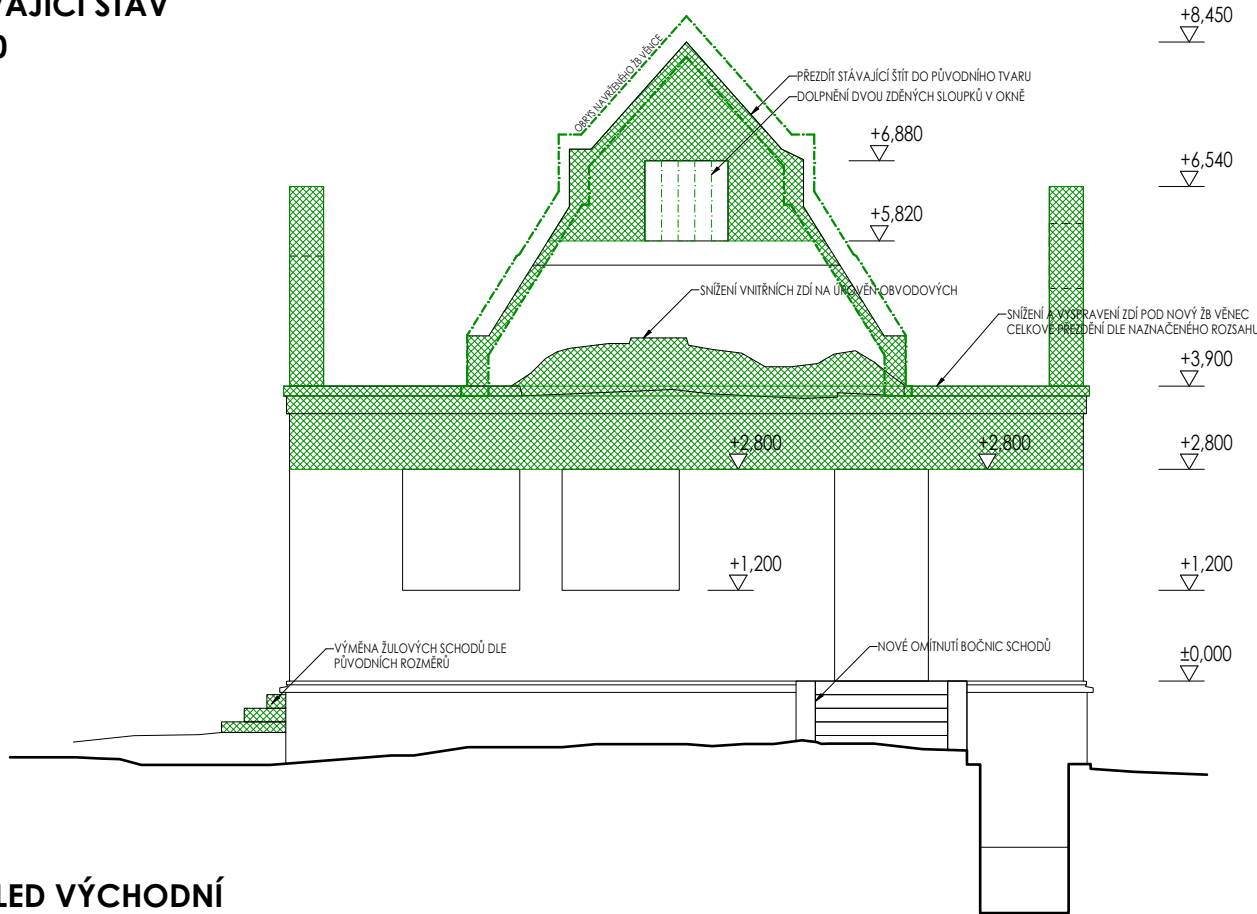 VAJÍCÍ STAV
0
+8,450
OBRYS NAVRŽENÉHO ŽB VĚNCE
PŘEZDÍT STÁVAJÍCÍ ŠTÍT DO PŮVODNÍHO TVARU
DOLPNĚNÍ DVOU ZDĚNÝCH SLOUPKŮ V OKNĚ
+6,880
+6,540
+5,820
SNÍŽENÍ VNITŘNÍCH ZDÍ NA ÚROVĚN OBVODOVÝCH
SNÍŽENÍ A VYSPRAVENÍ ZDÍ POD NOVÝ ŽB VĚNEC
CELKOVÉ PŘEZDĚNÍ DLE NAZNAČENÉHO ROZSAHU
+3,900
+2,800
+2,800
+2,800
+1,200
+1,200
VÝMĚNA ŽULOVÝCH SCHODŮ DLE
PŮVODNÍCH ROZMĚRŮ
NOVÉ OMÍTNUTÍ BOČNIC SCHODŮ
±0,000
LED VÝCHODNÍ